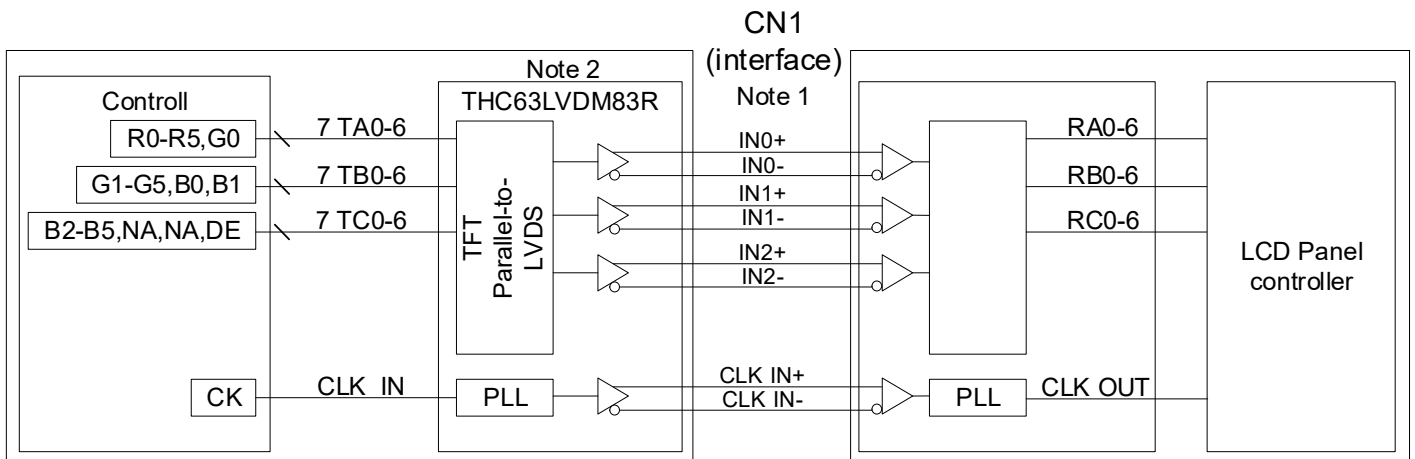 CN1
(interface)
Note 1
Note 2
THC63LVDM83R
Controll
R0-R5,G0
G1-G5,B0,B1
B2-B5,NA,NA,DE
CK
7 TA0-6
7 TB0-6
7 TC0-6
CLK IN
TFT
Parallel-to-
LVDS
PLL
IN0+
IN0-
IN1+
IN1-
IN2+
IN2-
CLK IN+
CLK IN-
PLL
RA0-6
RB0-6
RC0-6
CLK OUT
LCD Panel
controller